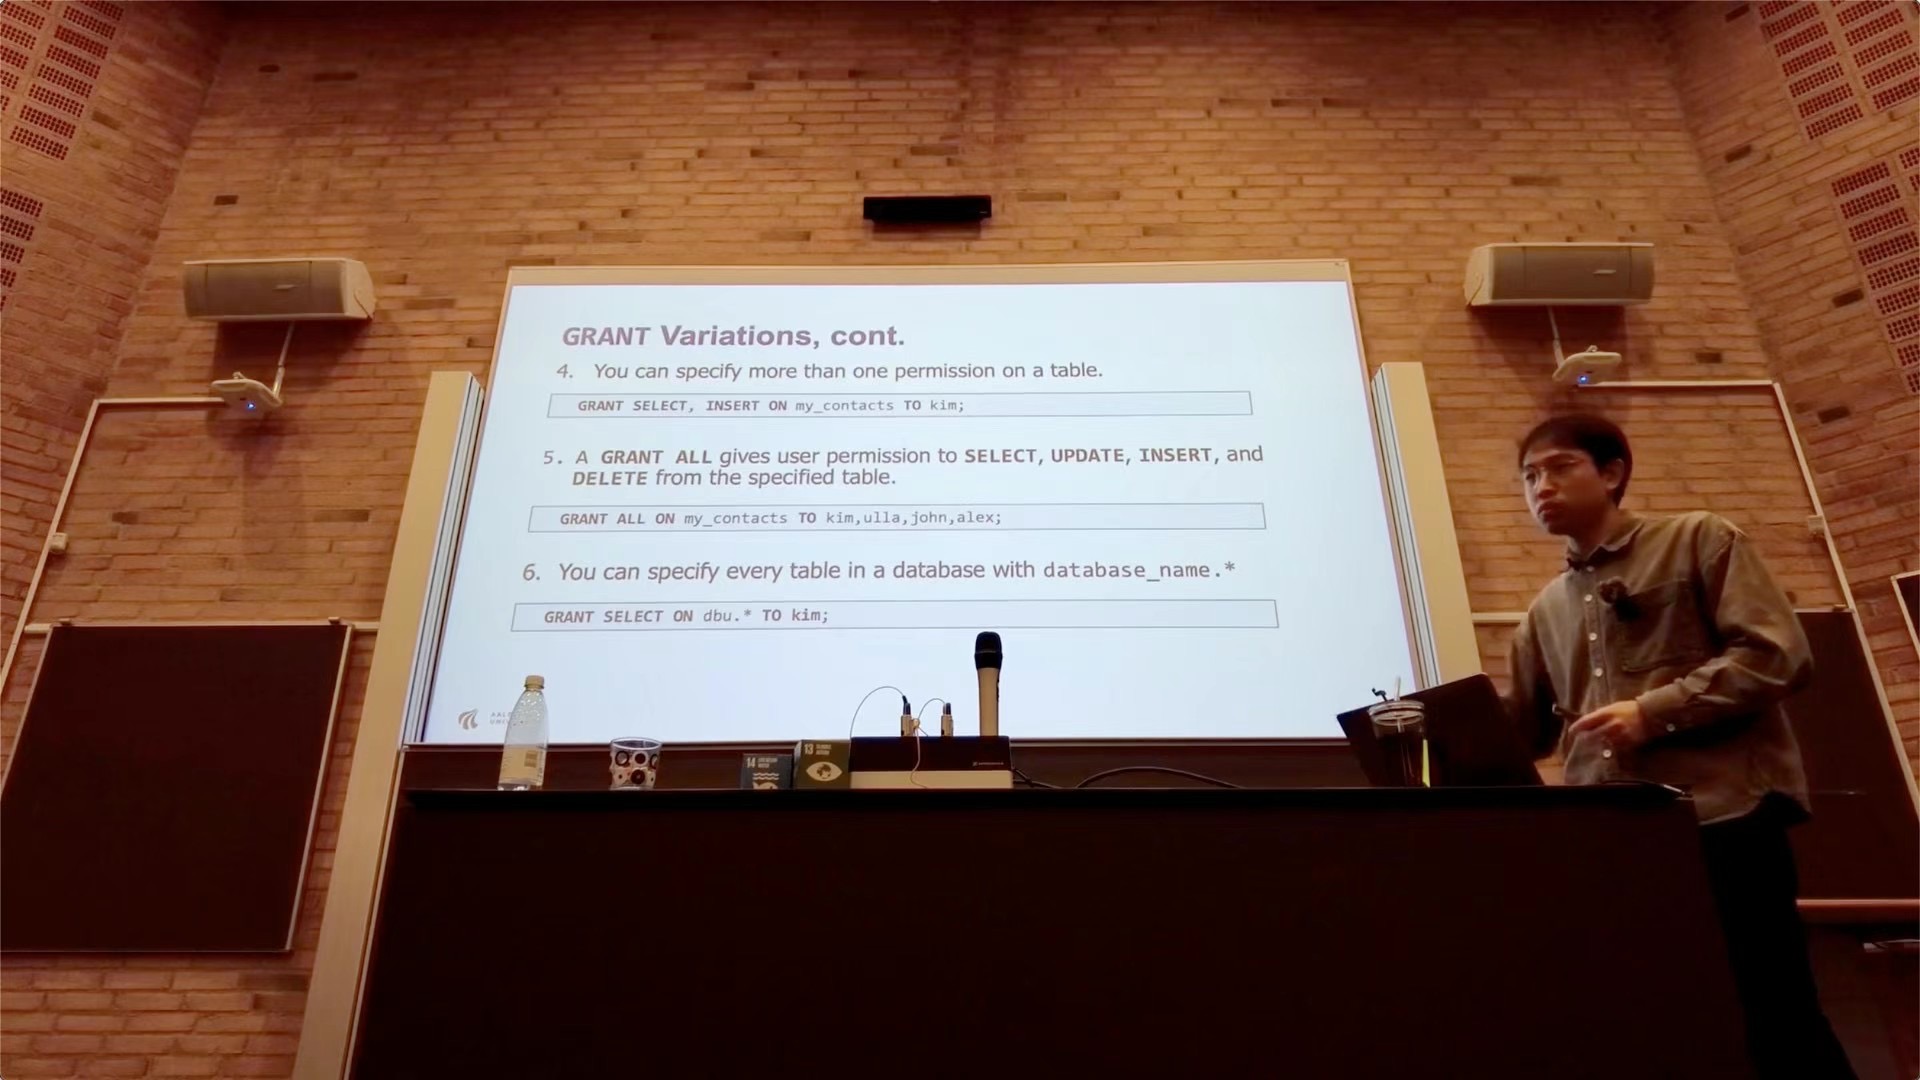 GRANT Variations, cont.
4. You can specify more than one permission on a table.
GRANT SELECT, INSERT ON my_contacts TO kim;
5. A GRANT ALL gives user permission to SELECT, UPDATE, INSERT, and
DELETE from the specified table.
GRANT ALL ON my_contacts TO kim,ulla,john,alex;
6. You can specify every table in a database with database_name.*
GRANT SELECT ON dbu.* TO kim;
14
13